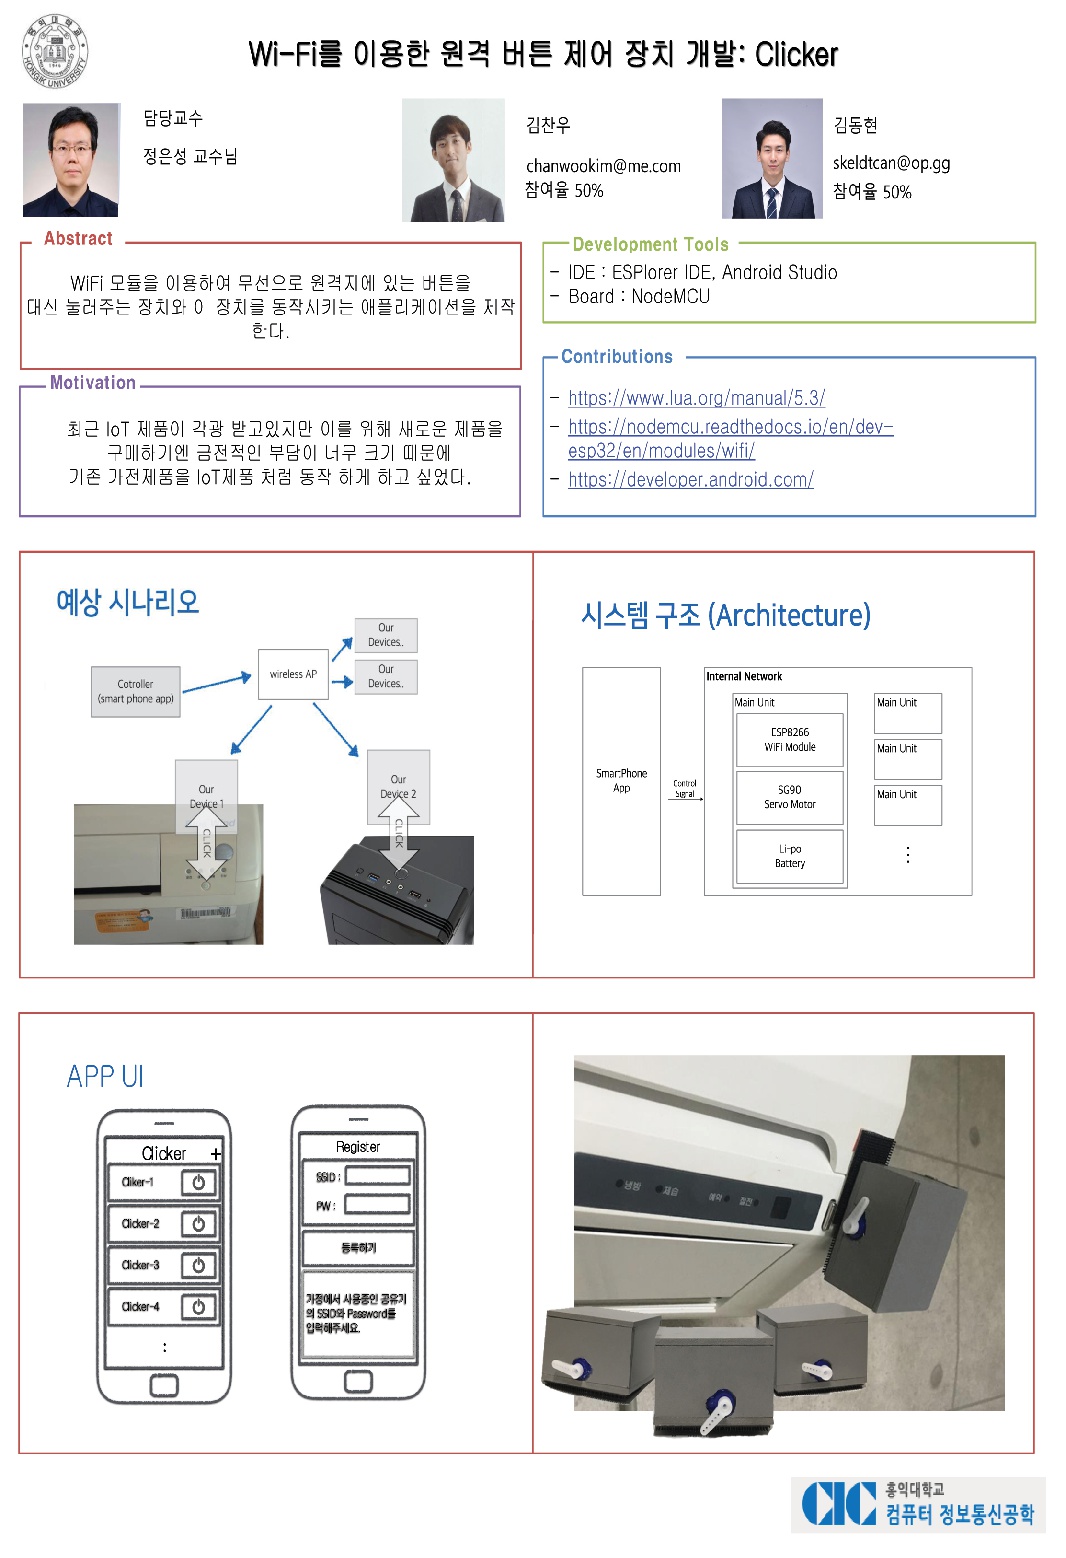 Wi-Fi를 이용한 원격 버튼 제어 장치 개발: Clicker
담당교수
정은성 교수님
김찬우
chanwookim@me.com
참여율 50%
김동현
skeldtcan@op.gg
참여율 50%
Abstract
WiFi 모듈을 이용하여 무선으로 원격지에 있는 버튼을
대신 눌러주는 장치와 이 장치를 동작시키는 애플리케이션을 제작
한다.
Motivation
최근 IoT 제품이 각광 받고있지만 이를 위해 새로운 제품을
구매하기엔 금전적인 부담이 너무 크기 때문에
기존 가전제품을 IoT제품 처럼 동작 하게 하고 싶었다.
Development Tools
- IDE : ESPlorer IDE, Android Studio
- Board : NodeMCU
Contributions
- https://www.lua.org/manual/5.3/
- https://nodemcu.readthedocs.io/en/dev-
esp32/en/modules/wifi/
- https://developer.android.com/
예상 시나리오
Our
Devices..
Our
Devices..
wireless AP
Cotroller
(smart phone app)
Our
Device 1
Our
Device 2
CLICK
CLICK
시스템 구조 (Architecture)
Internal Network
Main Unit
ESP8266
WiFi Module
SG90
Servo Motor
Li-po
Battery
SmartPhone
App
Control
Signal
Main Unit
Main Unit
Main Unit
⋮
APP UI
Clicker +
Cliker-1
Clicker-2
Clicker-3
Clicker-4
:
Register
SSID :
PW :
등록하기
가정에서 사용중인 공유기
의 SSID와 Password를
입력해주세요.
냉방 제습 예약 회전
HONGIK UNIVERSITY
홍익대학교
1946
CIC
홍익대학교
컴퓨터 정보통신공학